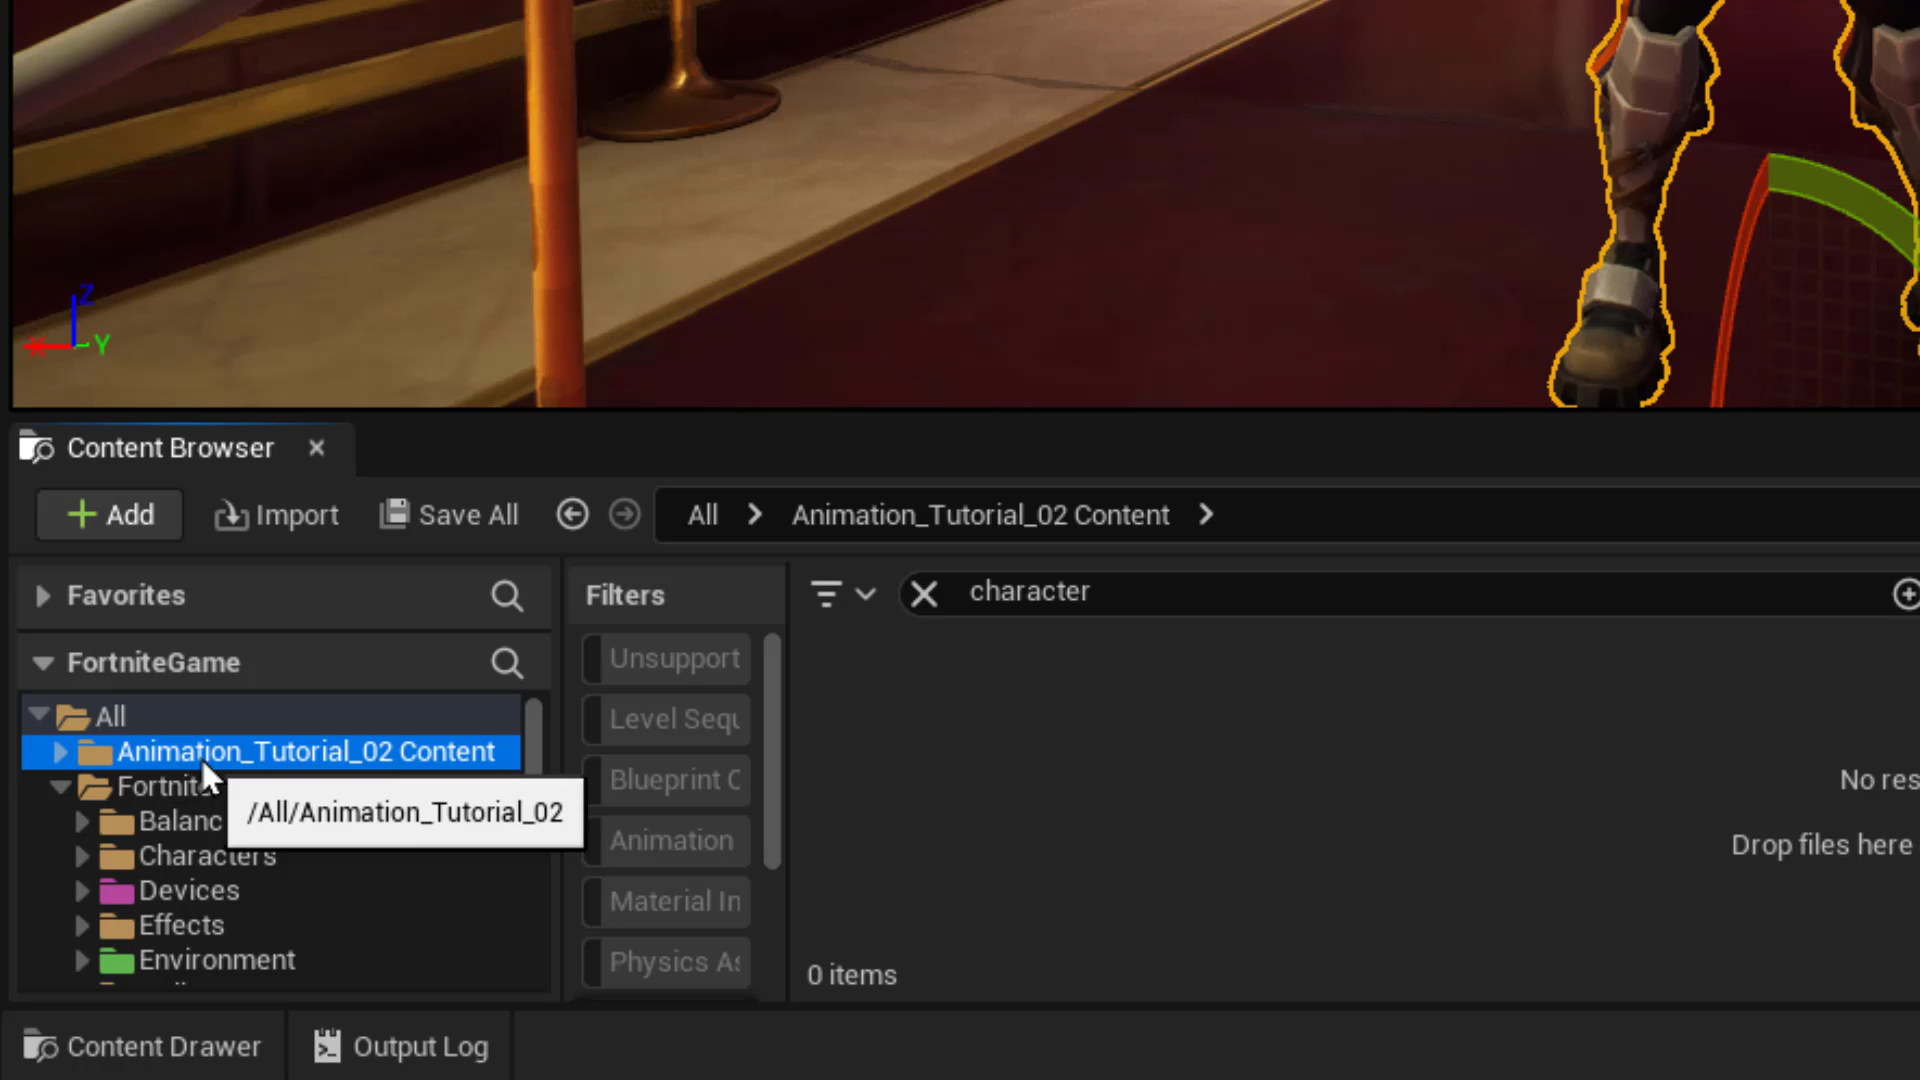 Z
X
Y
Content Browser
Add
Import
Save All
All
Animation_Tutorial_02 Content
Favorites
FortniteGame
All
Animation_Tutorial_02 Content
Fortnite
/All/Animation_Tutorial_02
Balanc
Characters
Devices
Effects
Environment
Filters
Unsupport
Level Sequ
Blueprint C
Animation
Material In
Physics As
character
No res
Drop files here
0 items
Content Drawer
Output Log